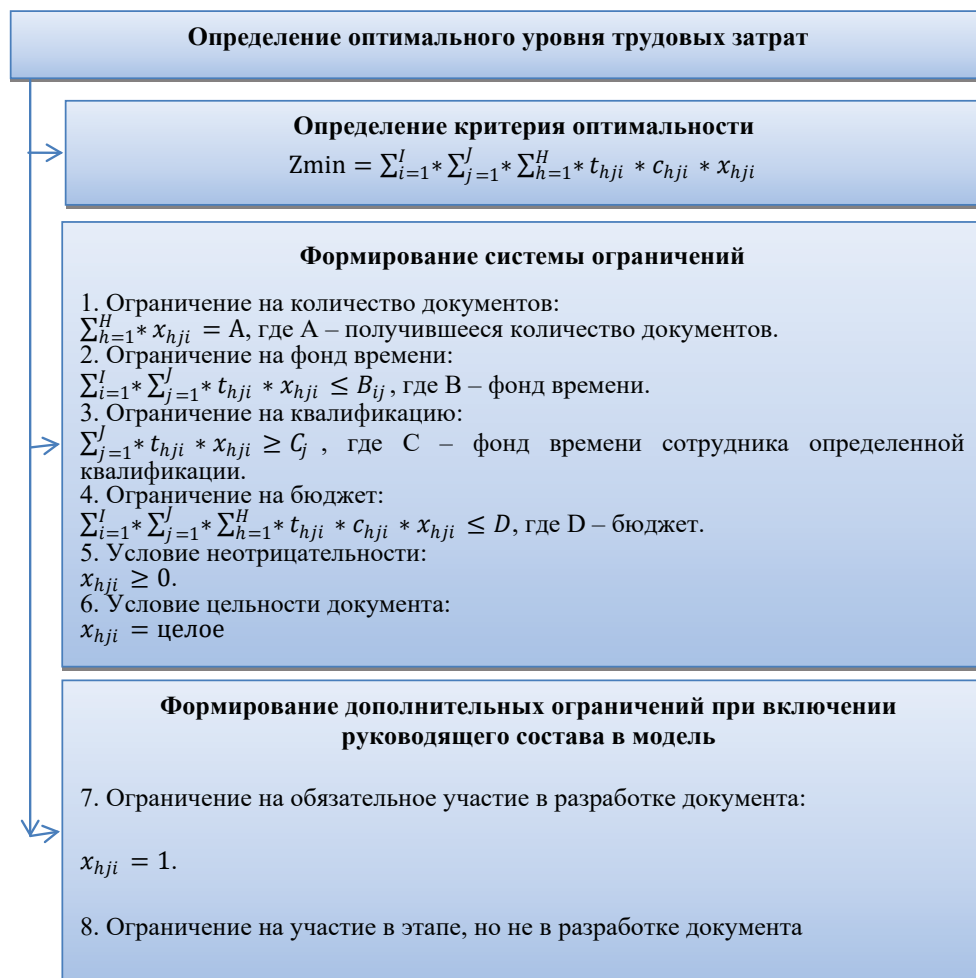 Определение оптимального уровня трудовых затрат
Определение критерия оптимальности
Zmin = ∑_{i=1}^{I} * ∑_{j=1}^{J} * ∑_{h=1}^{H} * t_{hji} * c_{hji} * x_{hji}
Формирование системы ограничений
1. Ограничение на количество документов:
∑_{h=1}^{H} * x_{hji} = A, где А – получившееся количество документов.
2. Ограничение на фонд времени:
∑_{i=1}^{I} * ∑_{j=1}^{J} * t_{hji} * x_{hji} ≤ B_{ij}, где В – фонд времени.
3. Ограничение на квалификацию:
∑_{j=1}^{J} * t_{hji} * x_{hji} ≥ C_{j} , где С – фонд времени сотрудника определенной
квалификации.
4. Ограничение на бюджет:
∑_{i=1}^{I} * ∑_{j=1}^{J} * ∑_{h=1}^{H} * t_{hji} * c_{hji} * x_{hji} ≤ D, где D – бюджет.
5. Условие неотрицательности:
x_{hji} ≥ 0.
6. Условие цельности документа:
x_{hji} = целое
Формирование дополнительных ограничений при включении
руководящего состава в модель
7. Ограничение на обязательное участие в разработке документа:
x_{hji} = 1.
8. Ограничение на участие в этапе, но не в разработке документа